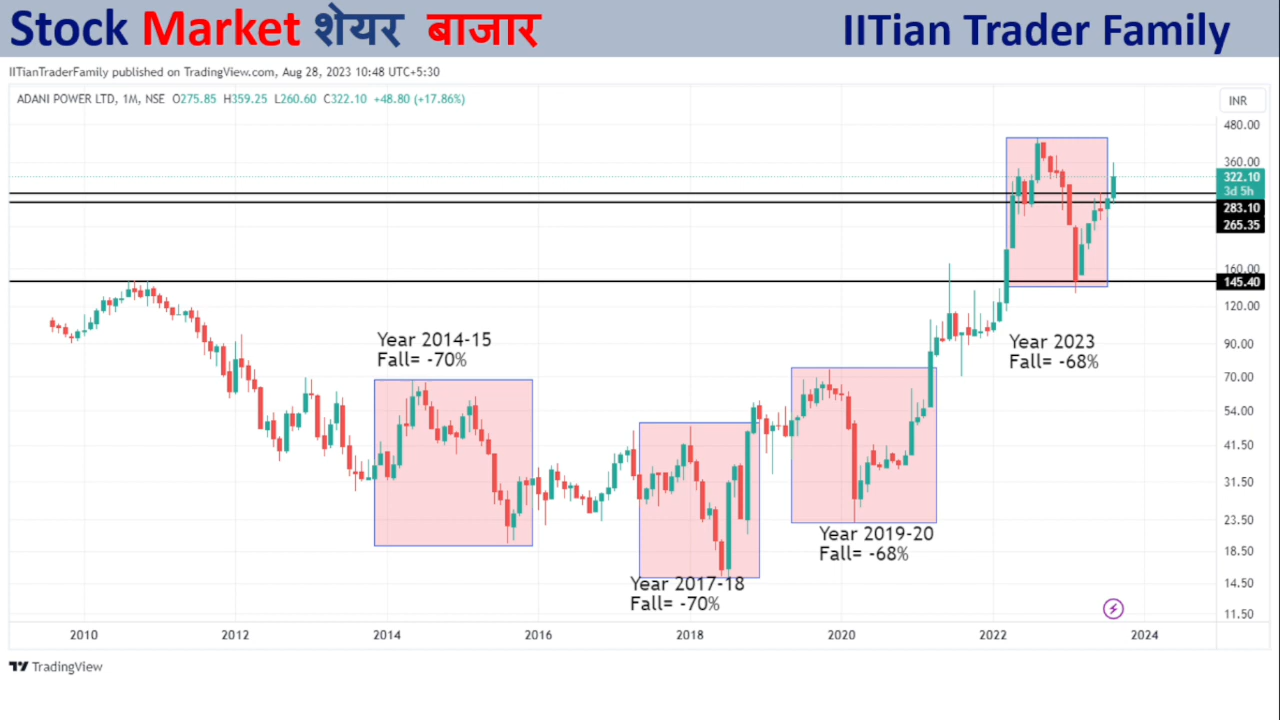 Stock Market शेयर बाजार
IITian Trader Family
IITianTraderFamily published on TradingView.com, Aug 28, 2023 10:48 UTC+5:30
ADANI POWER LTD, 1M, NSE O275.85 H359.25 L260.60 C322.10 +48.80 (+17.86%)
INR
480.00
360.00
322.10
3d 5h
283.10
265.35
160.00
145.40
120.00
90.00
70.00
54.00
41.50
31.50
23.50
18.50
14.50
11.50
Year 2014-15
Fall= -70%
Year 2017-18
Fall= -70%
Year 2019-20
Fall= -68%
Year 2023
Fall= -68%
2010 2012 2014 2016 2018 2020 2022 2024
TradingView